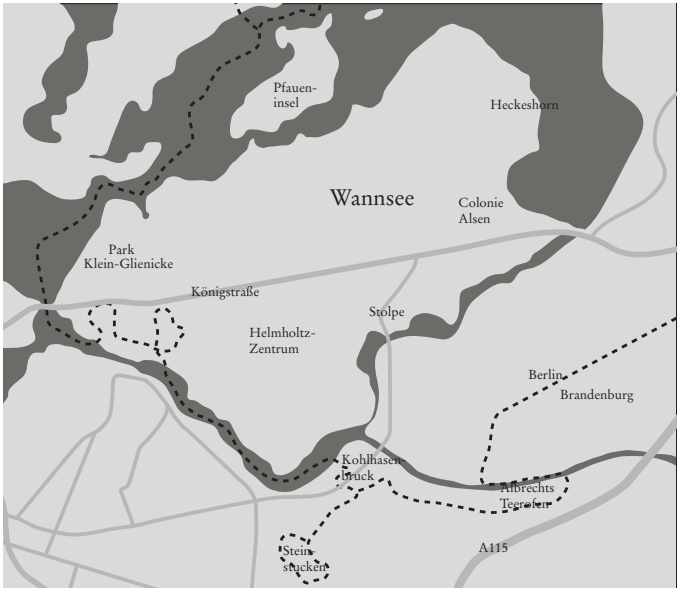 Pfauen-
insel
Heckeshorn
Wannsee
Colonie
Alsen
Park
Klein-Glienicke
Königstraße
Stolpe
Helmholtz-
Zentrum
Berlin
Brandenburg
Kohlhasen-
bruck
Albrechts
Teerofen
Stein-
stucken
A115